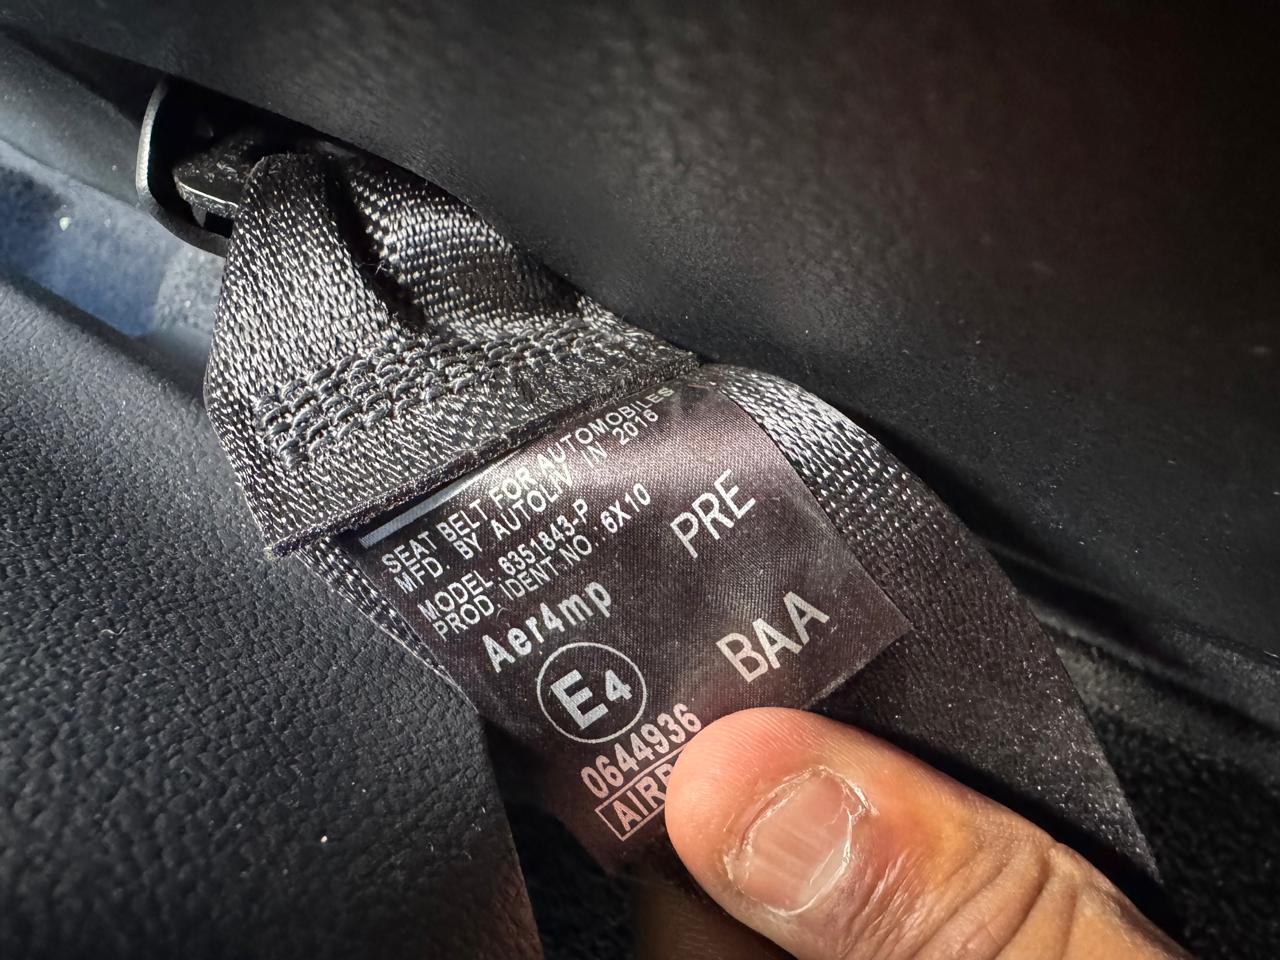 SEAT BELT FOR AUTOMOBILES
MFD. BY AUTOLIV IN 2016
MODEL 6351843-P
PROD. IDENT. NO.: 6X10
PRE
Aer4mp
BAA
E4
0644936